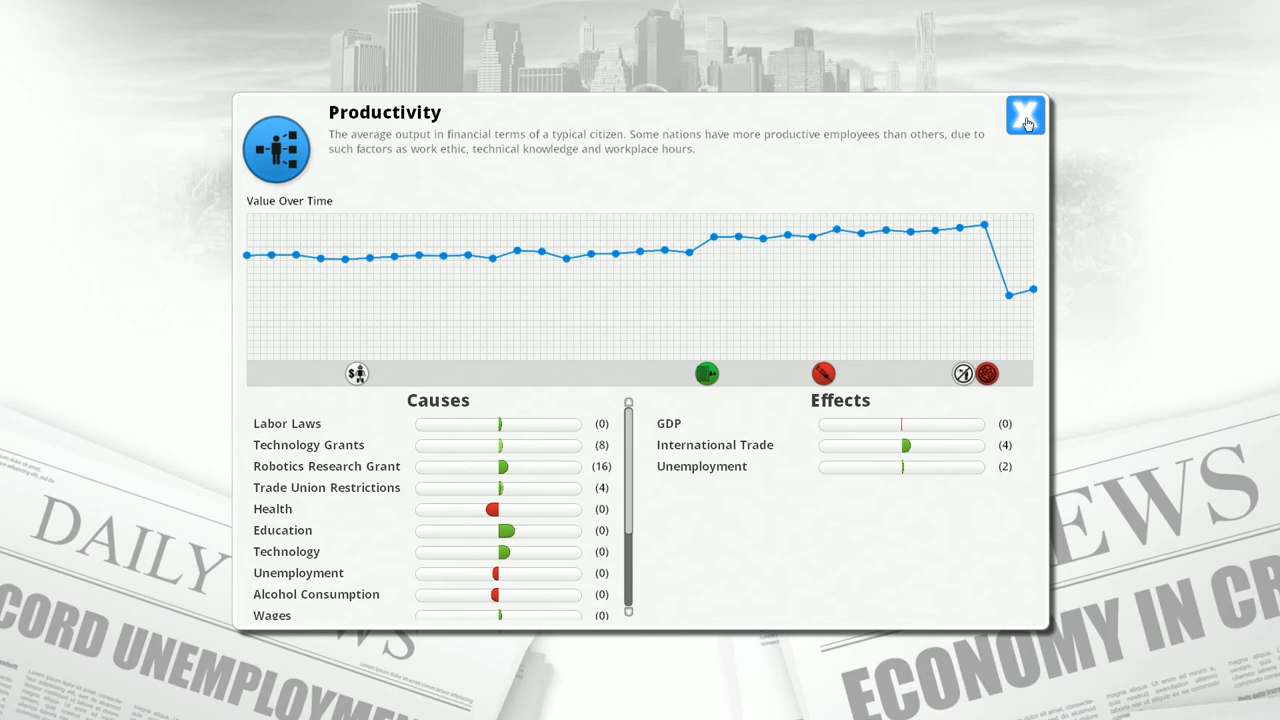 Productivity
X
The average output in financial terms of a typical citizen. Some nations have more productive employees than others, due to
such factors as work ethic, technical knowledge and workplace hours.
Value Over Time
Causes
Labor Laws (0)
Technology Grants (8)
Robotics Research Grant (16)
Trade Union Restrictions (4)
Health (0)
Education (0)
Technology (0)
Unemployment (0)
Alcohol Consumption (0)
Wages (0)
Effects
GDP (0)
International Trade (4)
Unemployment (2)
DAILY
WS
CORD UNEMPLOYM
EWS
ECONOMY IN CR